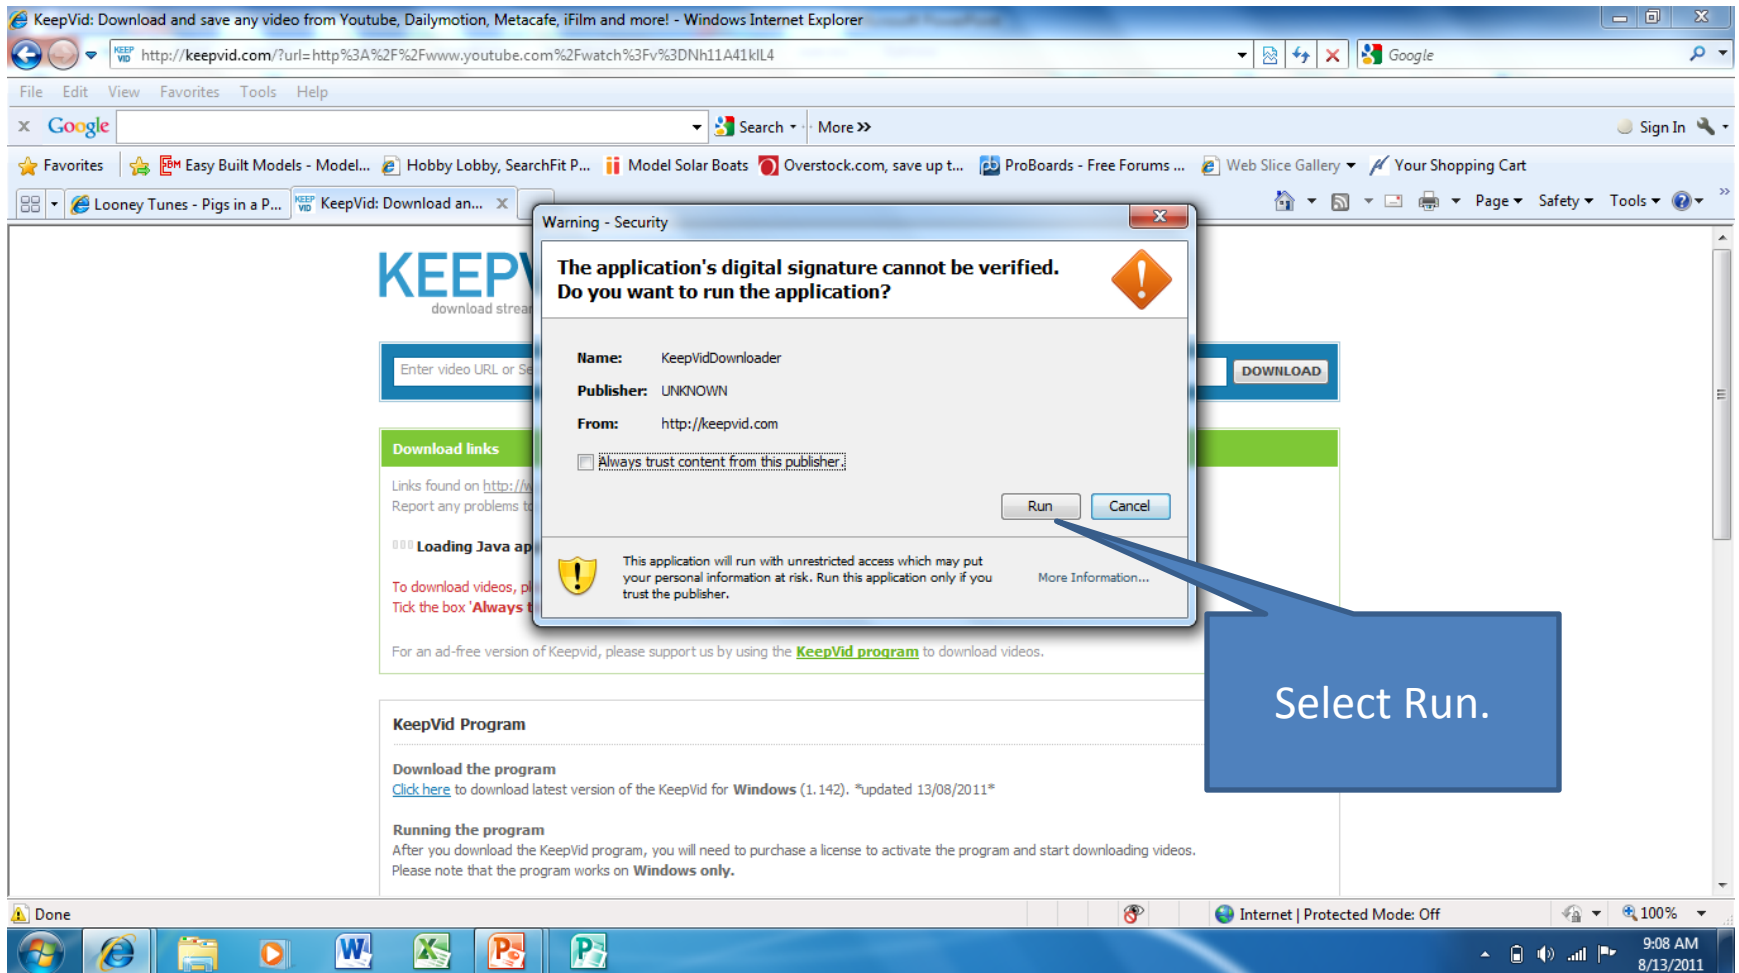 KeepVid: Download and save any video from Youtube, Dailymotion, Metacafe, iFilm and more! - Windows Internet Explorer
KEEP VID http://keepvid.com/?url=http%3A%2F%2Fwww.youtube.com%2Fwatch%3Fv%3DNh11A41kIL4
Google
File Edit View Favorites Tools Help
x Google Search More >> Sign In
Favorites EBM Easy Built Models - Model... Hobby Lobby, SearchFit P... Model Solar Boats Overstock.com, save up t... pb ProBoards - Free Forums ... Web Slice Gallery Your Shopping Cart
Looney Tunes - Pigs in a P... KEEP VID KeepVid: Download an... X Page Safety Tools
Warning - Security
The application's digital signature cannot be verified.
Do you want to run the application?
Name: KeepVidDownloader
Publisher: UNKNOWN
From: http://keepvid.com
Always trust content from this publisher.
Run Cancel
This application will run with unrestricted access which may put
your personal information at risk. Run this application only if you
trust the publisher.
More Information...
KEEP
download
Enter video URL or
DOWNLOAD
Download links
Links found on
Report any problems
Loading Java
To download videos,
Tick the box 'Always
For an ad-free version of Keepvid, please support us by using the KeepVid program to download videos.
KeepVid Program
Download the program
Click here to download latest version of the KeepVid for Windows (1.142). *updated 13/08/2011*
Running the program
After you download the KeepVid program, you will need to purchase a license to activate the program and start downloading videos.
Please note that the program works on Windows only.
Select Run.
Done
Internet | Protected Mode: Off
100%
9:08 AM
8/13/2011